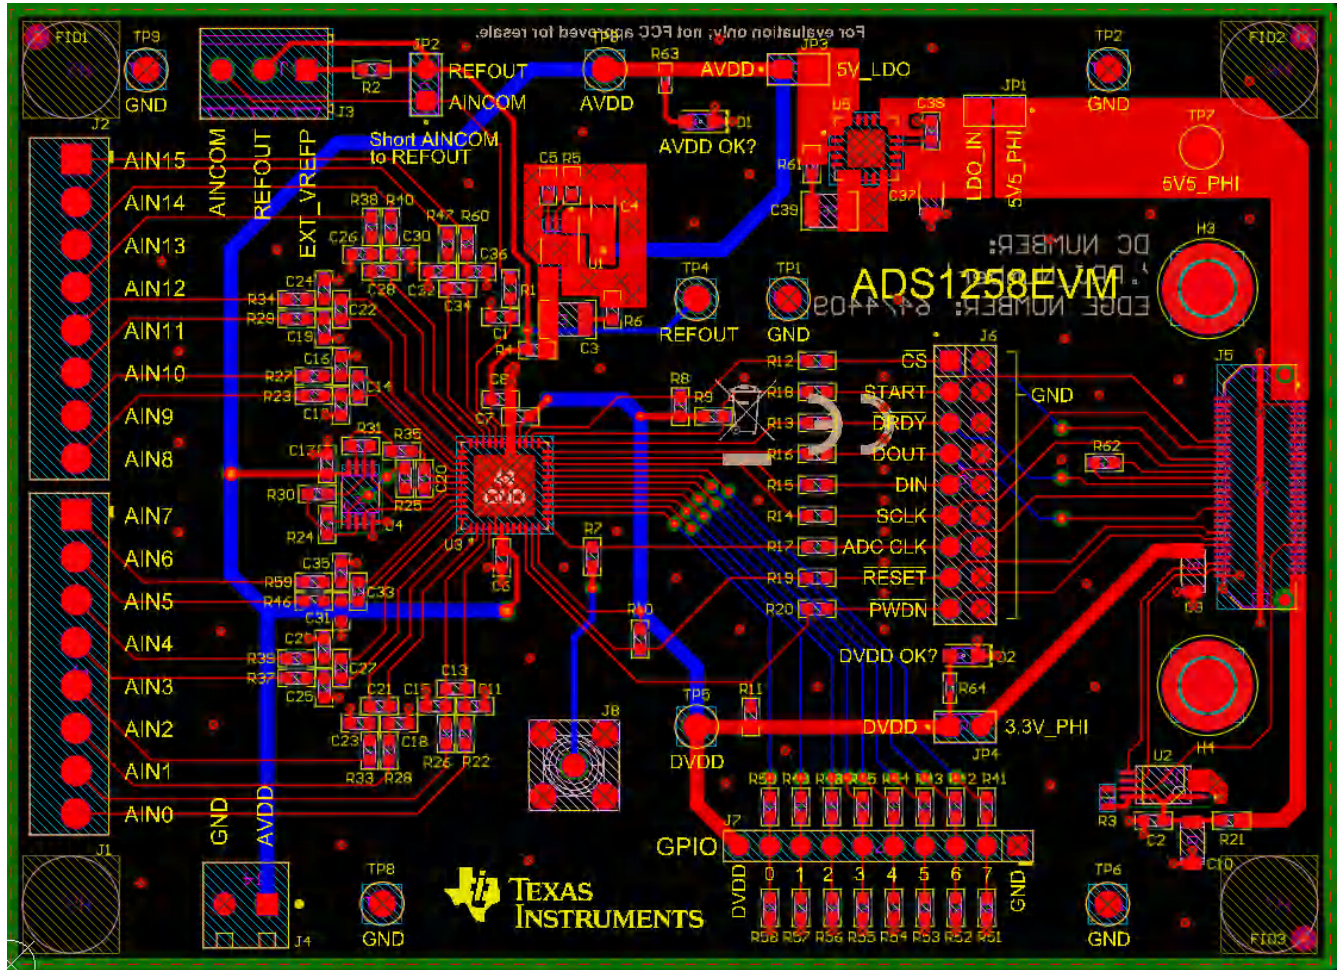 For evaluation only; not FCC approved for resale.
FID1
TP9
GND
J3
R2
JP2
REFOUT
AINCOM
Short AINCOM
to REFOUT
AVDD
R63
D1
AVDD OK?
AVDD
JP3
5V_LDO
U5
C38
R61
C39
C37
JP1
LDO_IN
5V5_PHI
TP2
GND
TP7
5V5_PHI
FID2
J2
AIN15
AIN14
AIN13
AIN12
AIN11
AIN10
AIN9
AIN8
AINCOM
REFOUT
EXT_VREFP
R38
R40
R47
R60
C26
C30
C28
C32
C36
C34
C24
R34
R29
C22
C19
C16
R27
R23
C14
C5
R5
C4
U1
R1
C1
R4
C3
R6
TP4
REFOUT
TP1
GND
DC NUMBER:
ADS1258EVM
H3
J6
J5
R12
CS
R18
START
R13
DRDY
R16
DOUT
R15
DIN
R14
SCLK
R17
ADC CLK
R19
RESET
R20
PWDN
GND
R62
R8
R9
C7
R31
R35
R30
R25
C20
R24
U3
R7
AIN7
AIN6
AIN5
AIN4
AIN3
AIN2
AIN1
AIN0
J1
C35
R59
R46
C33
C31
R39
R37
C27
C25
C13
C21
C15
C23
C18
R33
R28
R26
R22
R10
DVDD OK?
D2
R64
R11
TP5
DVDD
DVDD
3.3V_PHI
JP4
J8
H4
U2
R3
C2
R21
C10
GND
AVDD
J4
TP8
GND
TEXAS
INSTRUMENTS
R41
J7
GPIO
DVDD
0
1
2
3
4
5
6
7
GND
R58
R57
R56
R55
R54
R53
R52
R51
TP6
GND
FID3